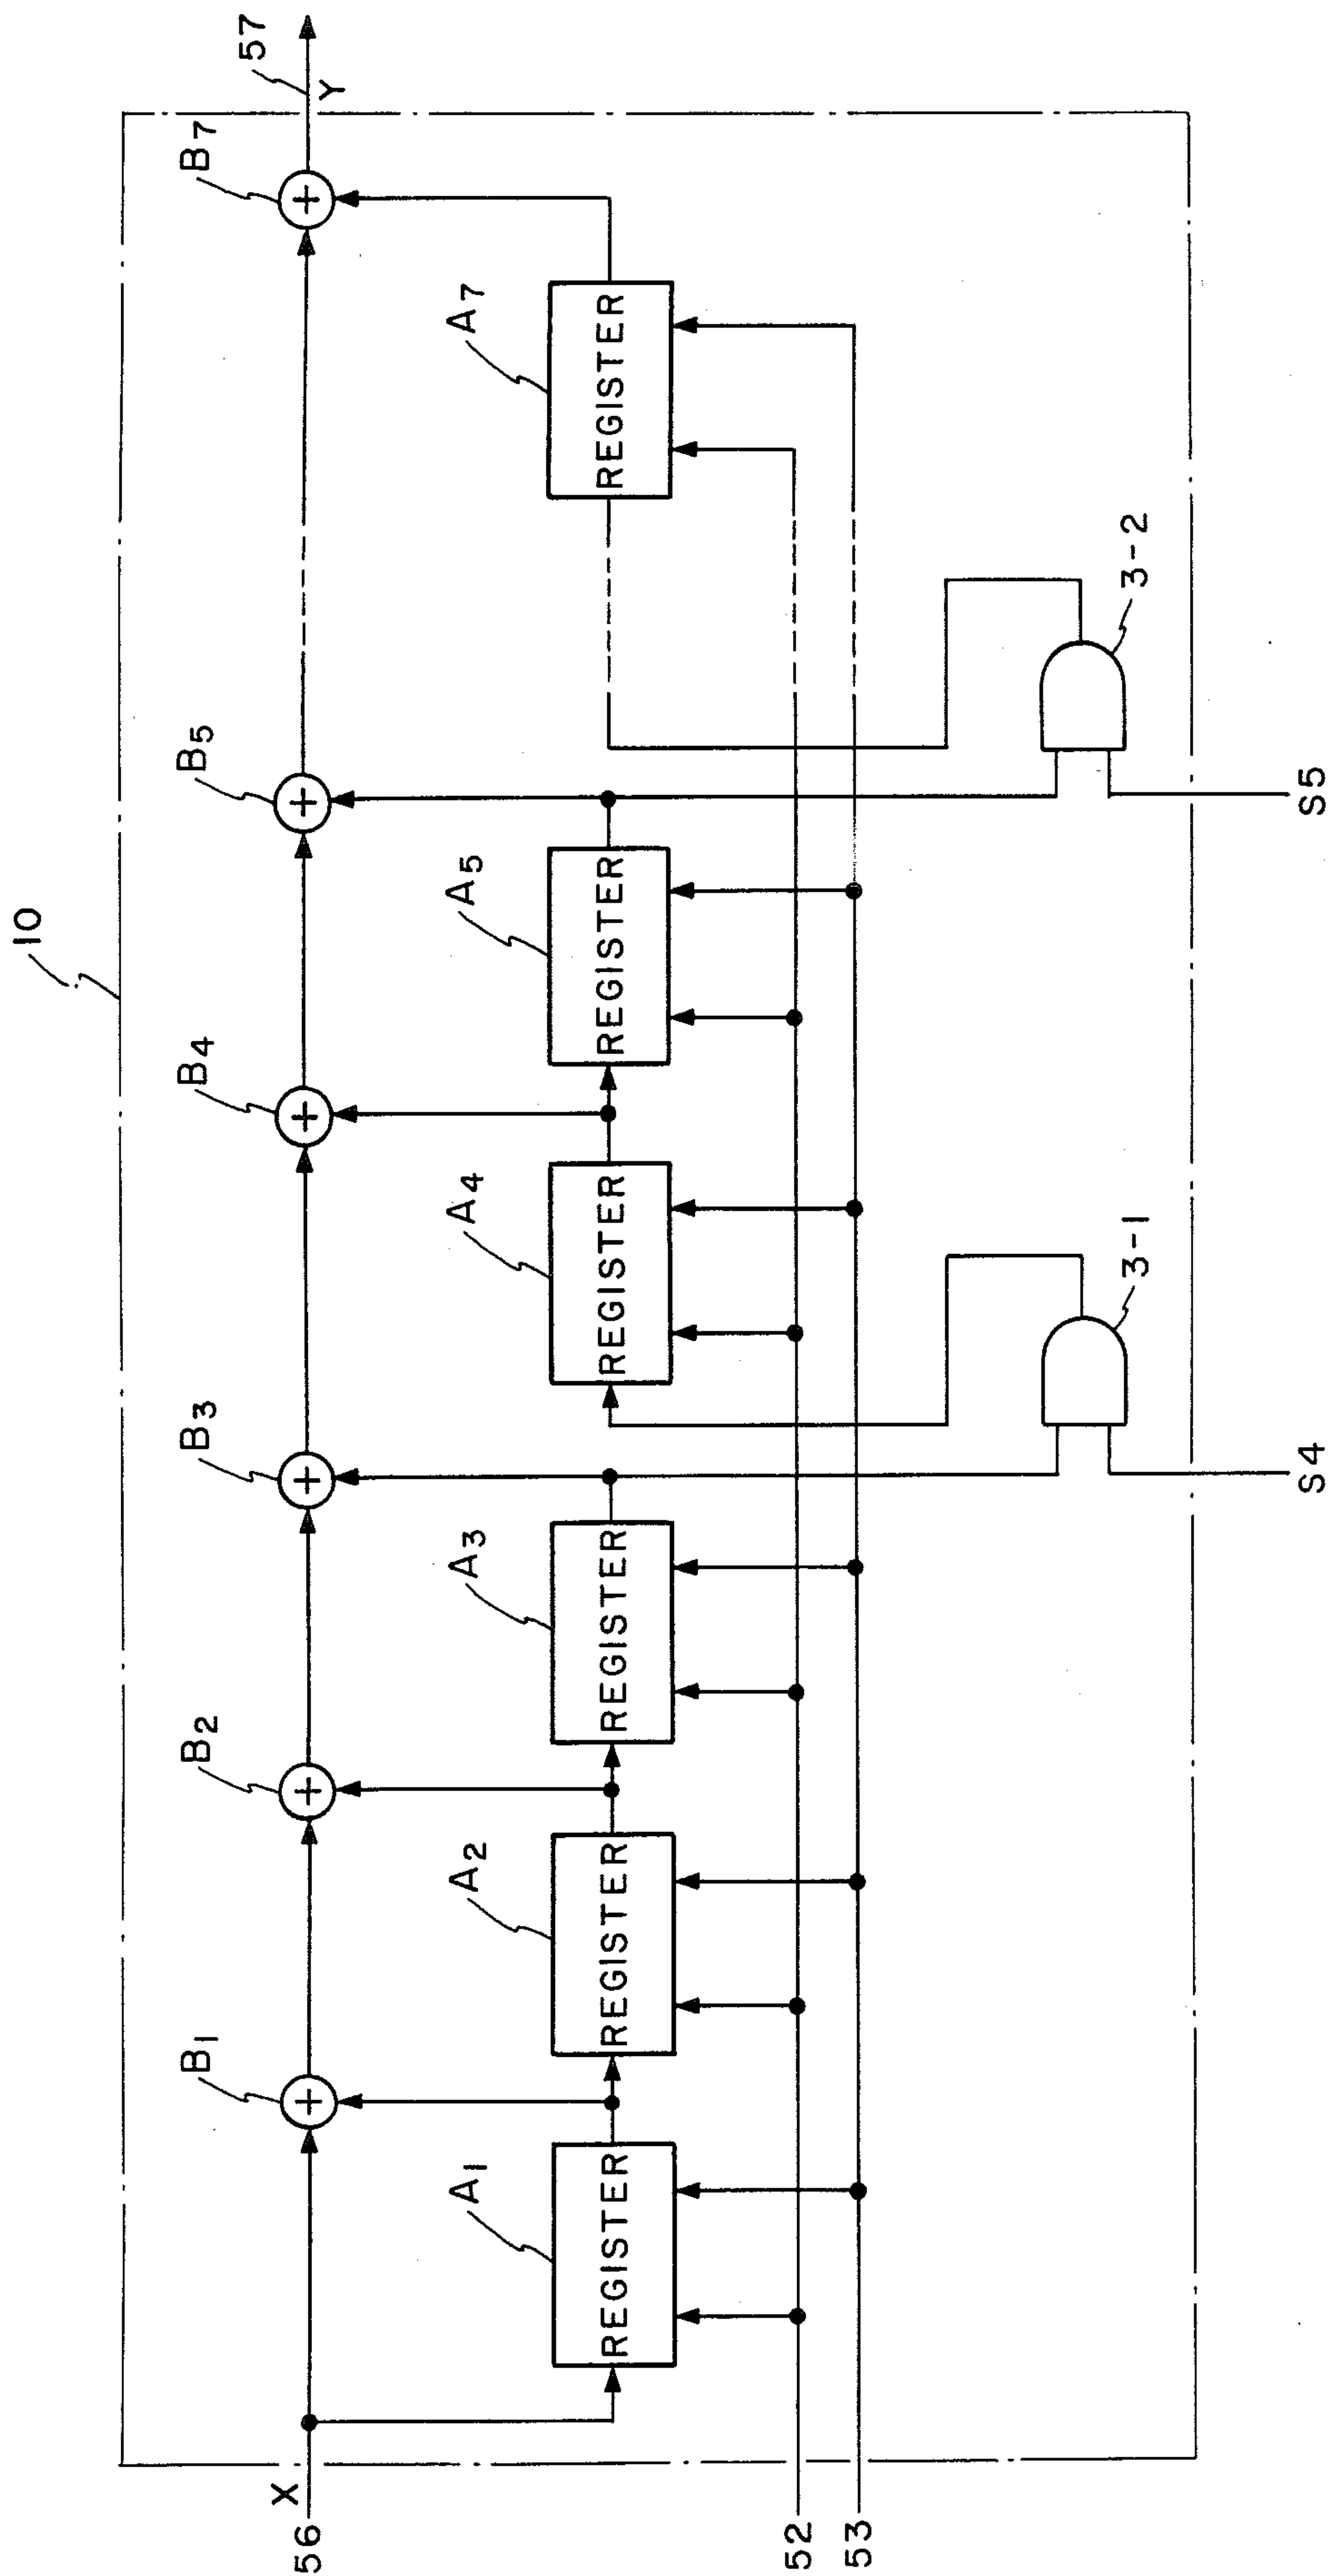 10
B1
B2
B3
B4
B5
B7
57
56
X
Y
A1
A2
A3
A4
A5
A7
REGISTER
REGISTER
REGISTER
REGISTER
REGISTER
REGISTER
52
53
3-1
3-2
S4
S5